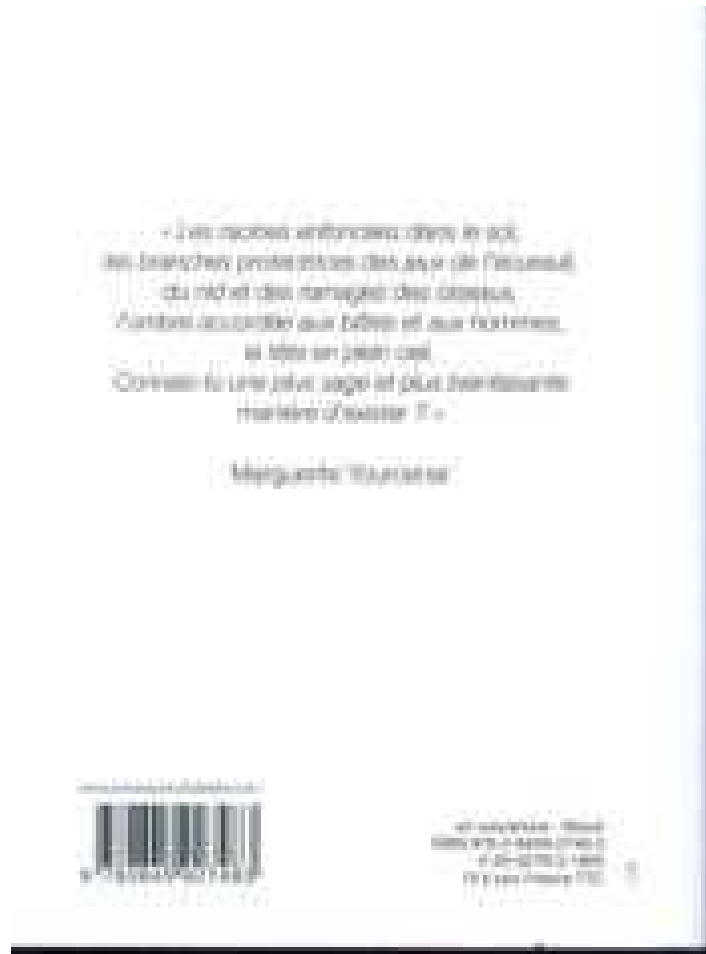 « Les racines enfoncées dans le sol,
les branches protectrices des jeux de l'écureuil,
du nid et des ramages des oiseaux,
l'ombre accordée aux bêtes et aux hommes,
la tête en plein ciel.
Connais-tu une plus sage et plus bienfaisante
manière d'exister ? »
Marguerite Yourcenar